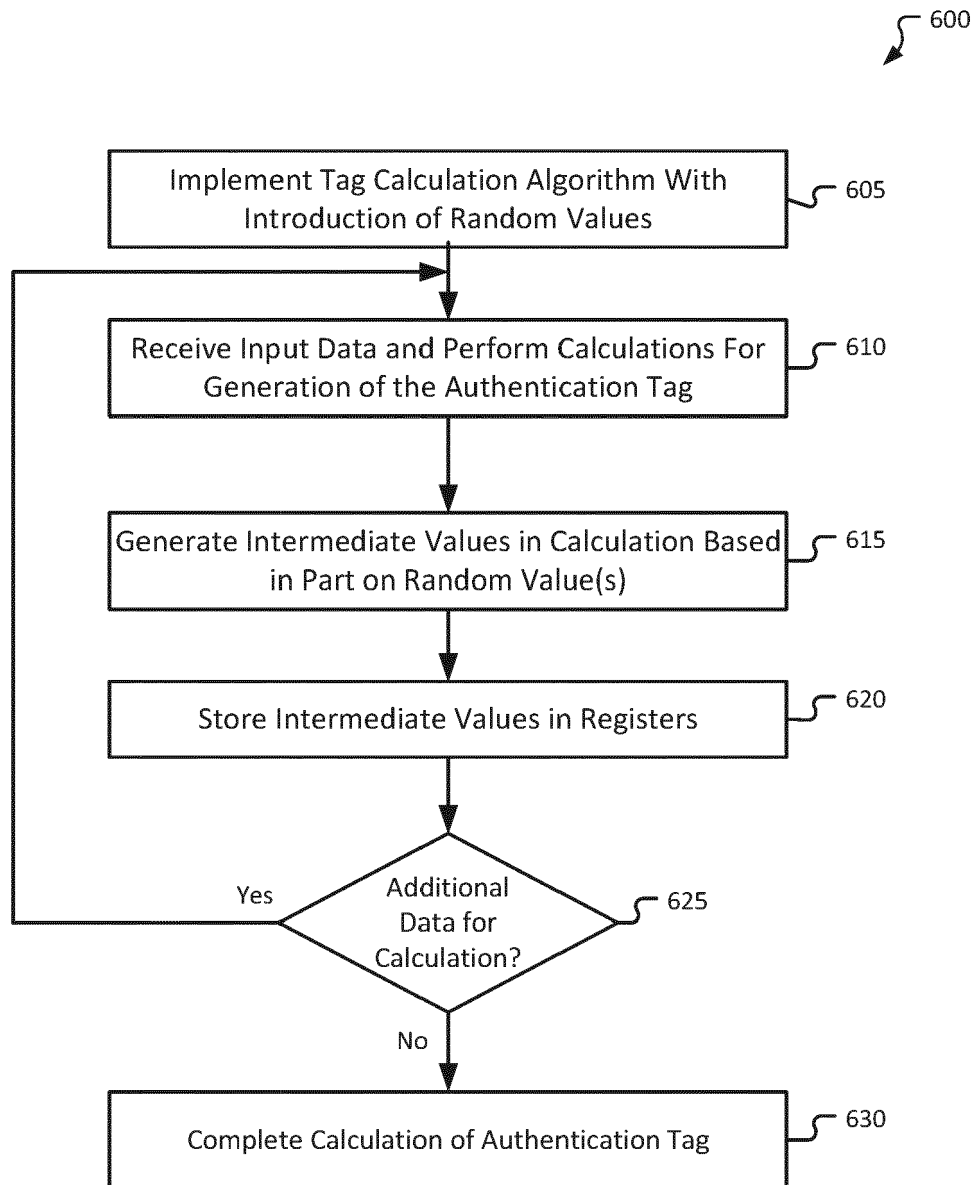 600
Implement Tag Calculation Algorithm With
Introduction of Random Values
605
Receive Input Data and Perform Calculations For
Generation of the Authentication Tag
610
Generate Intermediate Values in Calculation Based
in Part on Random Value(s)
615
Store Intermediate Values in Registers
620
Yes
Additional
Data for
Calculation?
625
No
Complete Calculation of Authentication Tag
630